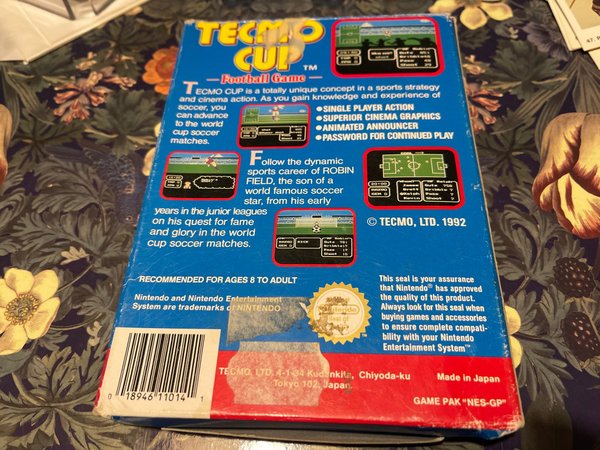 TECMO
CUP™
Football Game
TECMO CUP is a totally unique concept in a sports strategy
and cinema action. As you gain knowledge and experience of
soccer, you
can advance
to the world
cup soccer
matches.
•SINGLE PLAYER ACTION
•SUPERIOR CINEMA GRAPHICS
•ANIMATED ANNOUNCER
•PASSWORD FOR CONTINUED PLAY
Follow the dynamic
sports career of ROBIN
FIELD, the son of a
world famous soccer
star, from his early
years in the junior leagues
on his quest for fame
and glory in the world
cup soccer matches.
© TECMO, LTD. 1992
RECOMMENDED FOR AGES 8 TO ADULT
Nintendo and Nintendo Entertainment
System are trademarks of NINTENDO
Nintendo
This seal is your assurance
that Nintendo® has approved
the quality of this product.
Always look for this seal when
buying games and accessories
to ensure complete compati-
bility with your Nintendo
Entertainment System™
TECMO, LTD. 4-1-34 Kudankita, Chiyoda-ku
Tokyo 102, Japan
Made in Japan
GAME PAK "NES-GP"
0 18946 11014 1